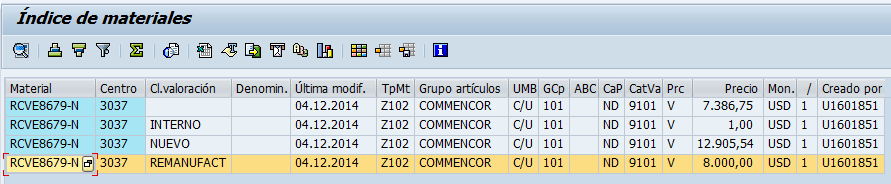 Índice de materiales
Material Centro Cl.valoración Denomin. Última modif. TpMt Grupo artículos UMB GCp ABC CaP CatVa Prc Precio Mon. / Creado por
RCVE8679-N 3037 04.12.2014 Z102 COMMENCOR C/U 101 ND 9101 V 7.386,75 USD 1 U1601851
RCVE8679-N 3037 INTERNO 04.12.2014 Z102 COMMENCOR C/U 101 ND 9101 V 1,00 USD 1 U1601851
RCVE8679-N 3037 NUEVO 04.12.2014 Z102 COMMENCOR C/U 101 ND 9101 V 12.905,54 USD 1 U1601851
RCVE8679-N 3037 REMANUFACT 04.12.2014 Z102 COMMENCOR C/U 101 ND 9101 V 8.000,00 USD 1 U1601851